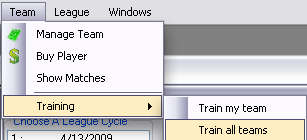 Team League Windows
Manage Team
Buy Player
Show Matches
Training
Train my team
Train all teams
Choose A League Cycle
1 : 4/13/2009